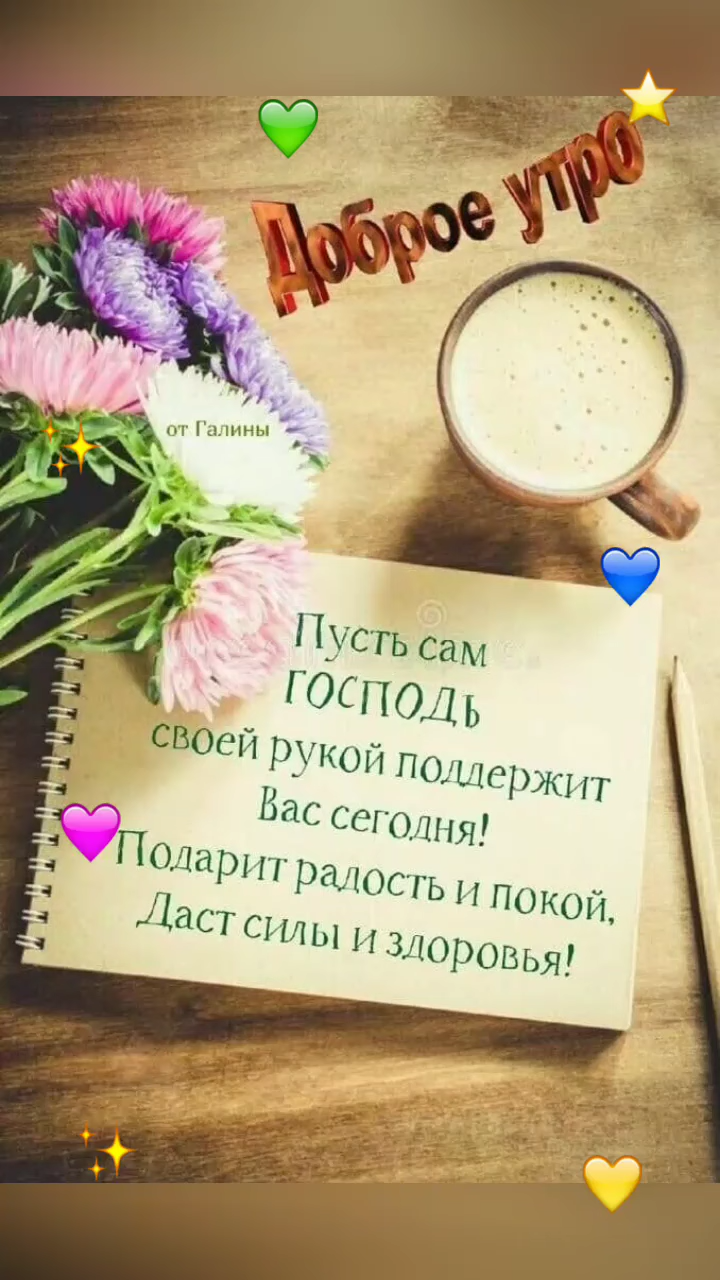 Доброе утро
от Галины
Пусть сам
ГОСПОДЬ
своей рукой поддержит
Вас сегодня!
Подарит радость и покой,
Даст силы и здоровья!